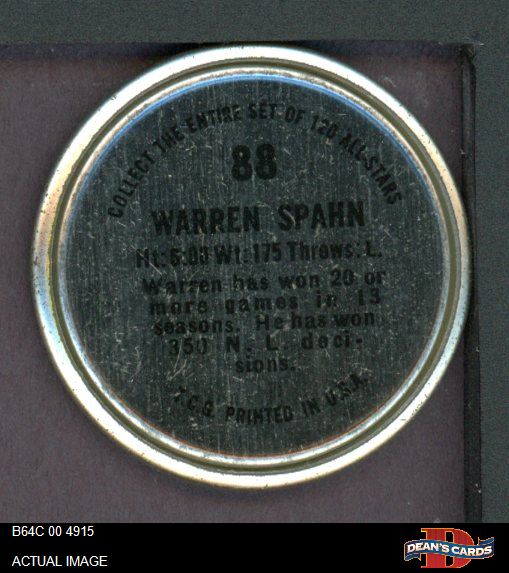 COLLECT THE ENTIRE SET OF 120 ALL-STARS
88
WARREN SPAHN
Ht: 6:00 Wt: 175 Throws: L.
Warren has won 20 or
more games in 13
seasons. He has won
350 N. L. deci-
sions.
T.C.G. PRINTED IN U.S.A.
B64C 00 4915
ACTUAL IMAGE
D
DEAN'S CARDS